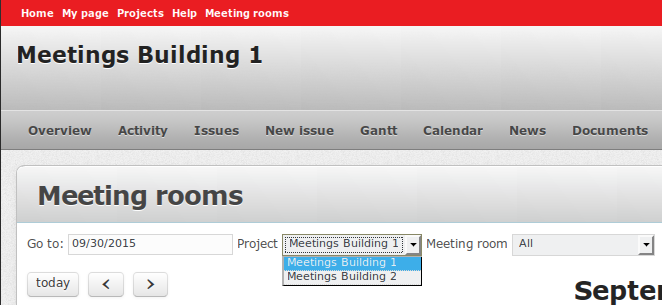 Home My page Projects Help Meeting rooms
Meetings Building 1
Overview Activity Issues New issue Gantt Calendar News Documents
Meeting rooms
Go to: 09/30/2015 Project Meetings Building 1 Meeting room All
Meetings Building 1
Meetings Building 2
today < >